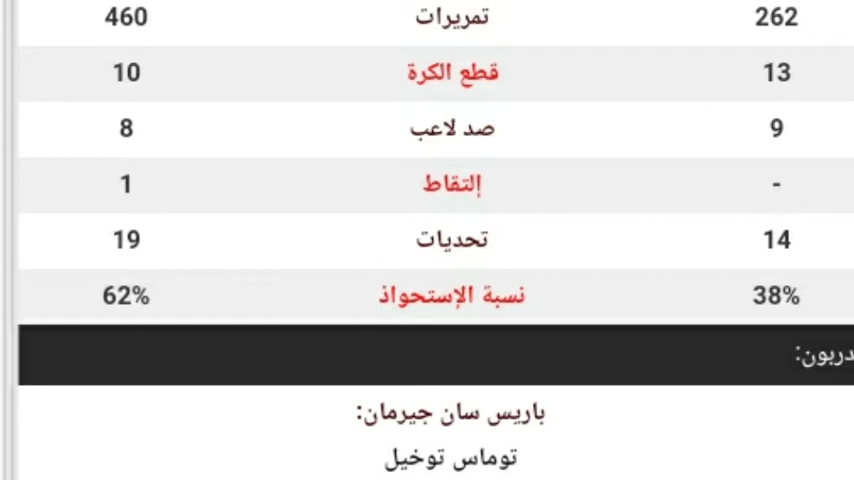 262 تمريرات 460
13 قطع الكرة 10
9 صد لاعب 8
- إلتقاط 1
14 تحديات 19
38% نسبة الإستحواذ 62%
باريس سان جيرمان:
توماس توخيل